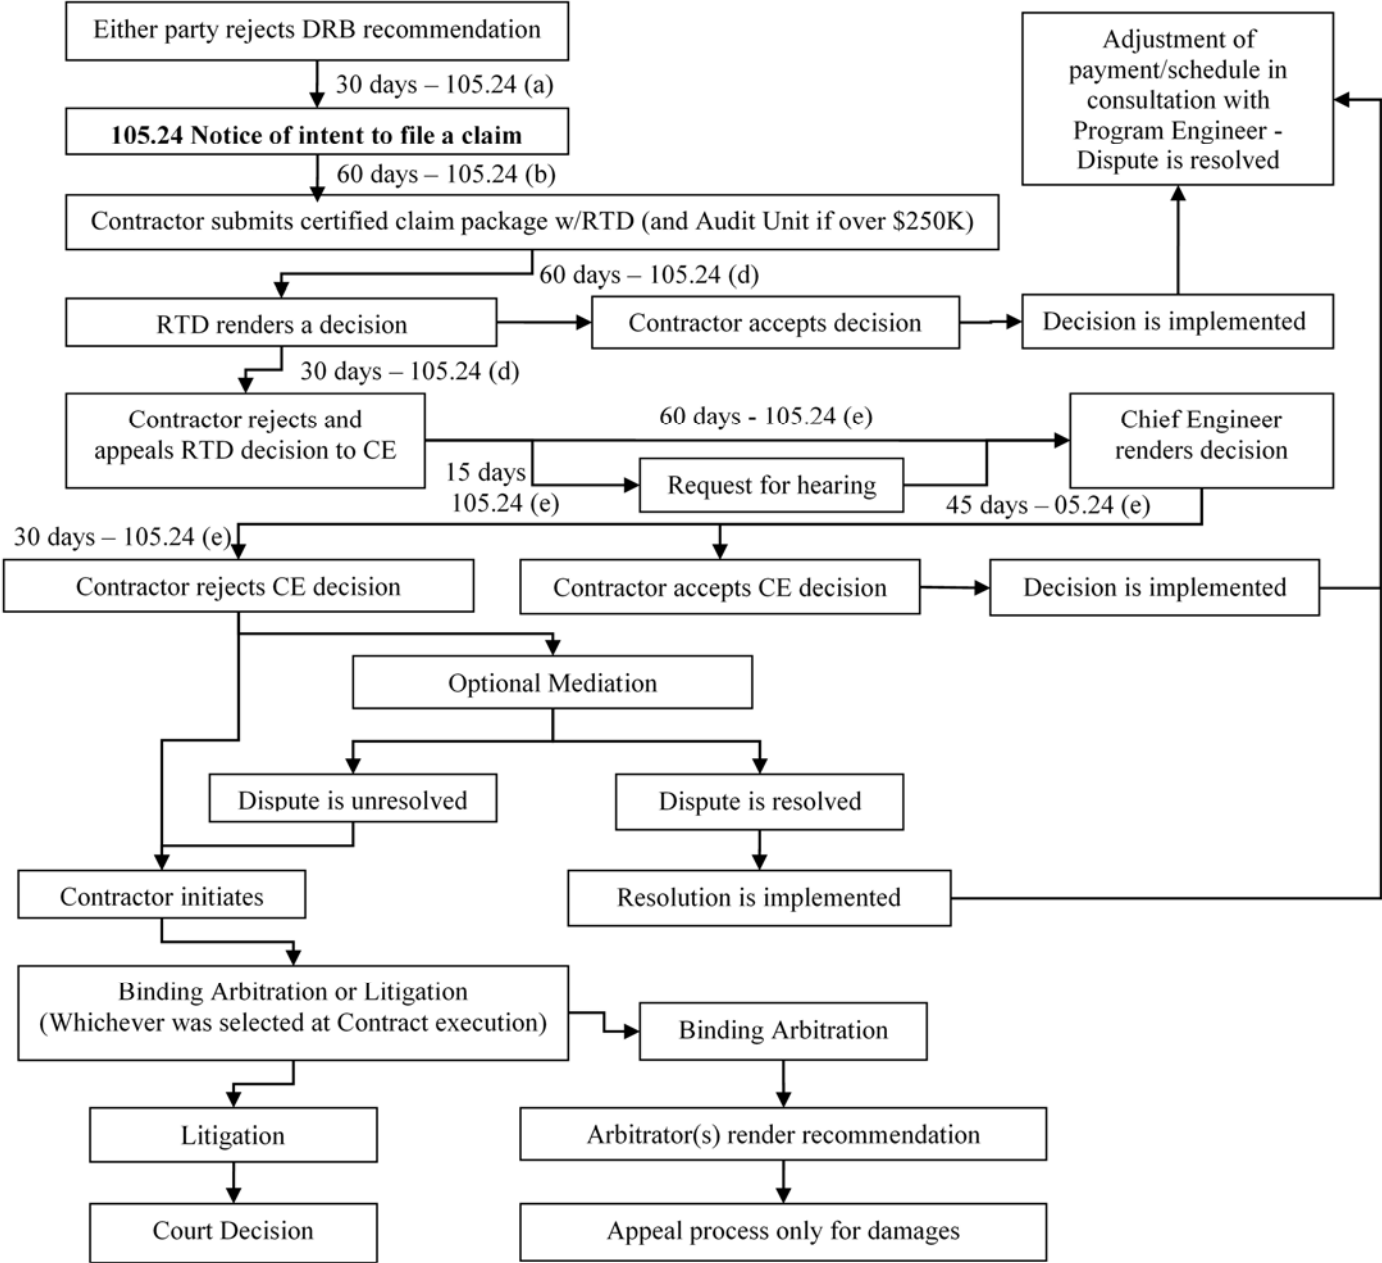 Either party rejects DRB recommendation
30 days – 105.24 (a)
105.24 Notice of intent to file a claim
60 days – 105.24 (b)
Contractor submits certified claim package w/RTD (and Audit Unit if over $250K)
Adjustment of
payment/schedule in
consultation with
Program Engineer -
Dispute is resolved
60 days – 105.24 (d)
RTD renders a decision
Contractor accepts decision
Decision is implemented
30 days – 105.24 (d)
Contractor rejects and
appeals RTD decision to CE
60 days - 105.24 (e)
15 days
105.24 (e)
Request for hearing
Chief Engineer
renders decision
45 days – 05.24 (e)
30 days – 105.24 (e)
Contractor rejects CE decision
Contractor accepts CE decision
Decision is implemented
Optional Mediation
Dispute is unresolved
Dispute is resolved
Contractor initiates
Resolution is implemented
Binding Arbitration or Litigation
(Whichever was selected at Contract execution)
Binding Arbitration
Litigation
Arbitrator(s) render recommendation
Court Decision
Appeal process only for damages